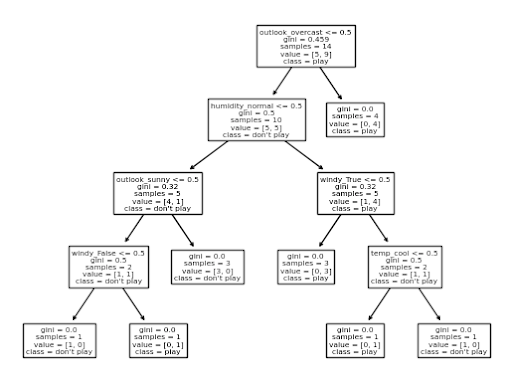 outlook_overcast <= 0.5
gini = 0.459
samples = 14
value = [5, 9]
class = play
humidity_normal <= 0.5
gini = 0.5
samples = 10
value = [5, 5]
class = don't play
gini = 0.0
samples = 4
value = [0, 4]
class = play
outlook_sunny <= 0.5
gini = 0.32
samples = 5
value = [4, 1]
class = don't play
windy_True <= 0.5
gini = 0.32
samples = 5
value = [1, 4]
class = play
windy_False <= 0.5
gini = 0.5
samples = 2
value = [1, 1]
class = don't play
gini = 0.0
samples = 3
value = [3, 0]
class = don't play
gini = 0.0
samples = 3
value = [0, 3]
class = play
temp_cool <= 0.5
gini = 0.5
samples = 2
value = [1, 1]
class = don't play
gini = 0.0
samples = 1
value = [1, 0]
class = don't play
gini = 0.0
samples = 1
value = [0, 1]
class = play
gini = 0.0
samples = 1
value = [0, 1]
class = play
gini = 0.0
samples = 1
value = [1, 0]
class = don't play